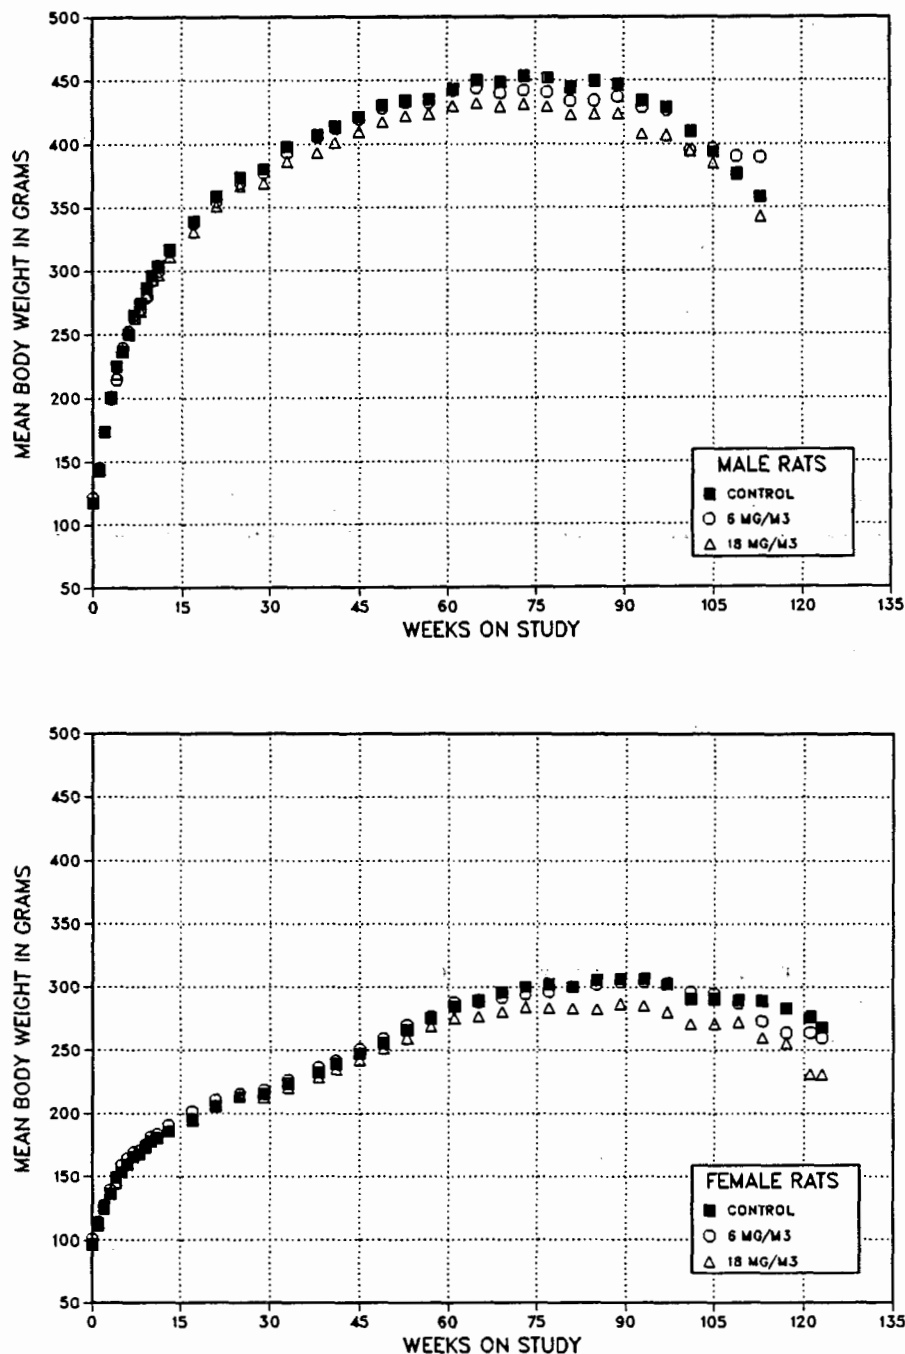 500
450
400
350
300
250
200
150
100
50
MEAN BODY WEIGHT IN GRAMS
MALE RATS
CONTROL
6 MG/M3
18 MG/M3
0 15 30 45 60 75 90 105 120 135
WEEKS ON STUDY
500
450
400
350
300
250
200
150
100
50
MEAN BODY WEIGHT IN GRAMS
FEMALE RATS
CONTROL
6 MG/M3
18 MG/M3
0 15 30 45 60 75 90 105 120 135
WEEKS ON STUDY